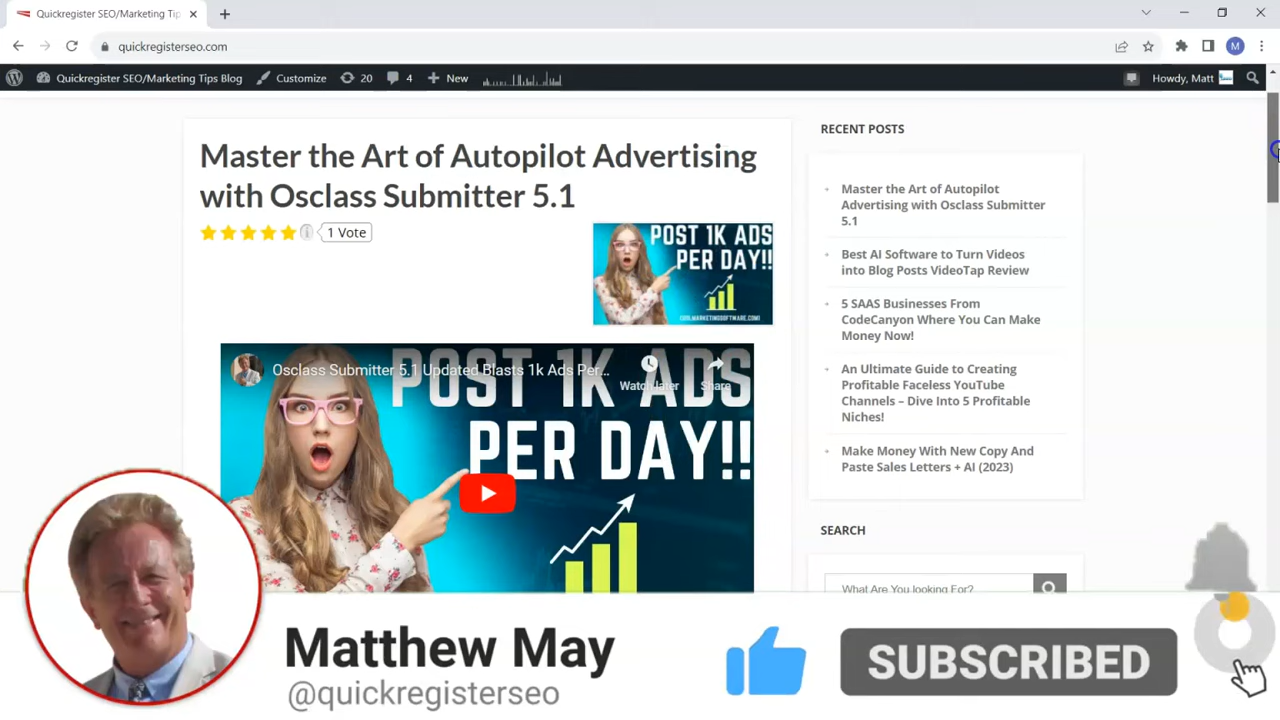 Quickregister SEO/Marketing Tip
quickregisterseo.com
M
Quickregister SEO/Marketing Tips Blog
Customize
20
4
New
Howdy, Matt
Master the Art of Autopilot Advertising
with Osclass Submitter 5.1
1 Vote
POST 1K ADS
PER DAY!!
COOLMARKETINGSOFTWARE.COM
Osclass Submitter 5.1 Updated Blasts 1k Ads Per...
Watch later
Share
POST 1K ADS
PER DAY!!
RECENT POSTS
Master the Art of Autopilot
Advertising with Osclass Submitter
5.1
Best AI Software to Turn Videos
into Blog Posts VideoTap Review
5 SAAS Businesses From
CodeCanyon Where You Can Make
Money Now!
An Ultimate Guide to Creating
Profitable Faceless YouTube
Channels – Dive Into 5 Profitable
Niches!
Make Money With New Copy And
Paste Sales Letters + AI (2023)
SEARCH
What Are You looking For?
Matthew May
@quickregisterseo
SUBSCRIBED